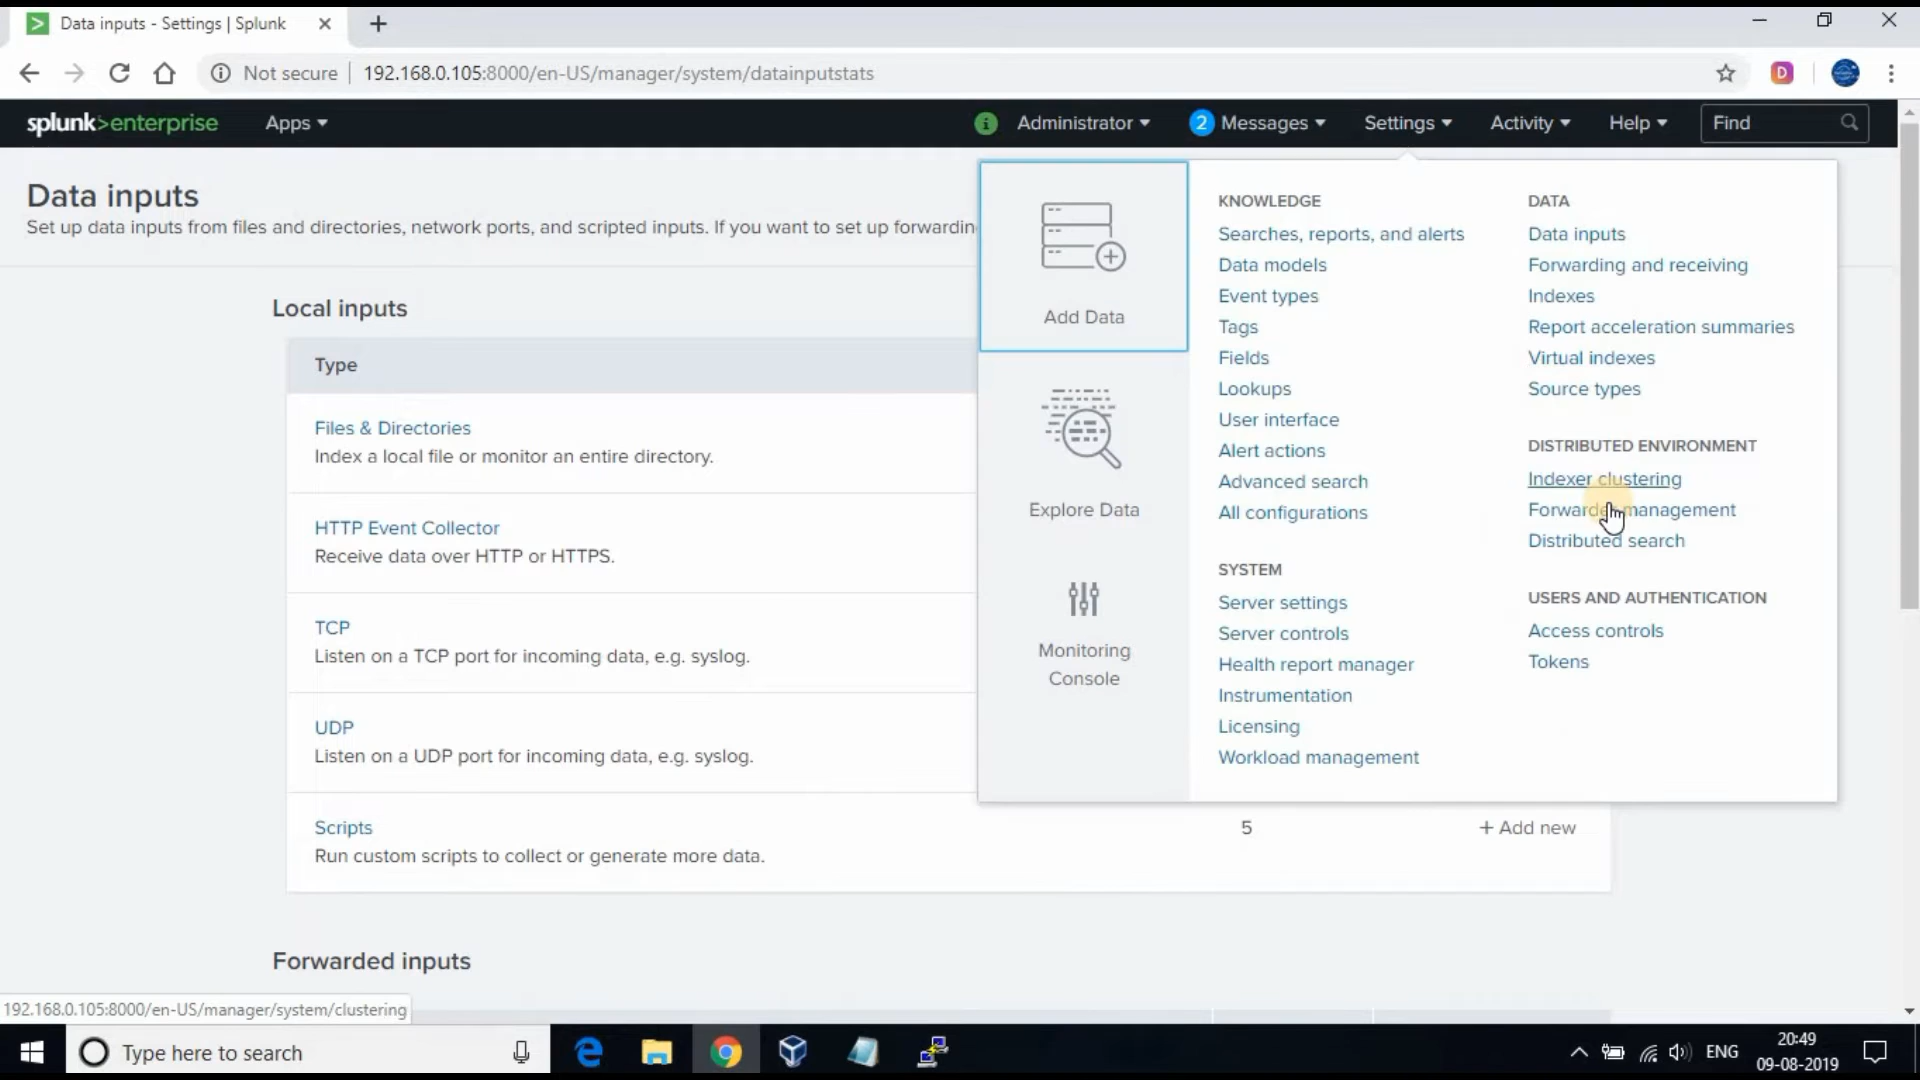 Data inputs - Settings | Splunk
Not secure
192.168.0.105:8000/en-US/manager/system/datainputstats
D
splunk>enterprise
Apps
i
Administrator
2 Messages
Settings
Activity
Help
Find
Data inputs
Set up data inputs from files and directories, network ports, and scripted inputs. If you want to set up forwardin
Local inputs
Type
Files & Directories
Index a local file or monitor an entire directory.
HTTP Event Collector
Receive data over HTTP or HTTPS.
TCP
Listen on a TCP port for incoming data, e.g. syslog.
UDP
Listen on a UDP port for incoming data, e.g. syslog.
Scripts
Run custom scripts to collect or generate more data.
5
+ Add new
Forwarded inputs
Add Data
Explore Data
Monitoring
Console
KNOWLEDGE
Searches, reports, and alerts
Data models
Event types
Tags
Fields
Lookups
User interface
Alert actions
Advanced search
All configurations
SYSTEM
Server settings
Server controls
Health report manager
Instrumentation
Licensing
Workload management
DATA
Data inputs
Forwarding and receiving
Indexes
Report acceleration summaries
Virtual indexes
Source types
DISTRIBUTED ENVIRONMENT
Indexer clustering
Forwarder management
Distributed search
USERS AND AUTHENTICATION
Access controls
Tokens
192.168.0.105:8000/en-US/manager/system/clustering
Type here to search
ENG
20:49
09-08-2019